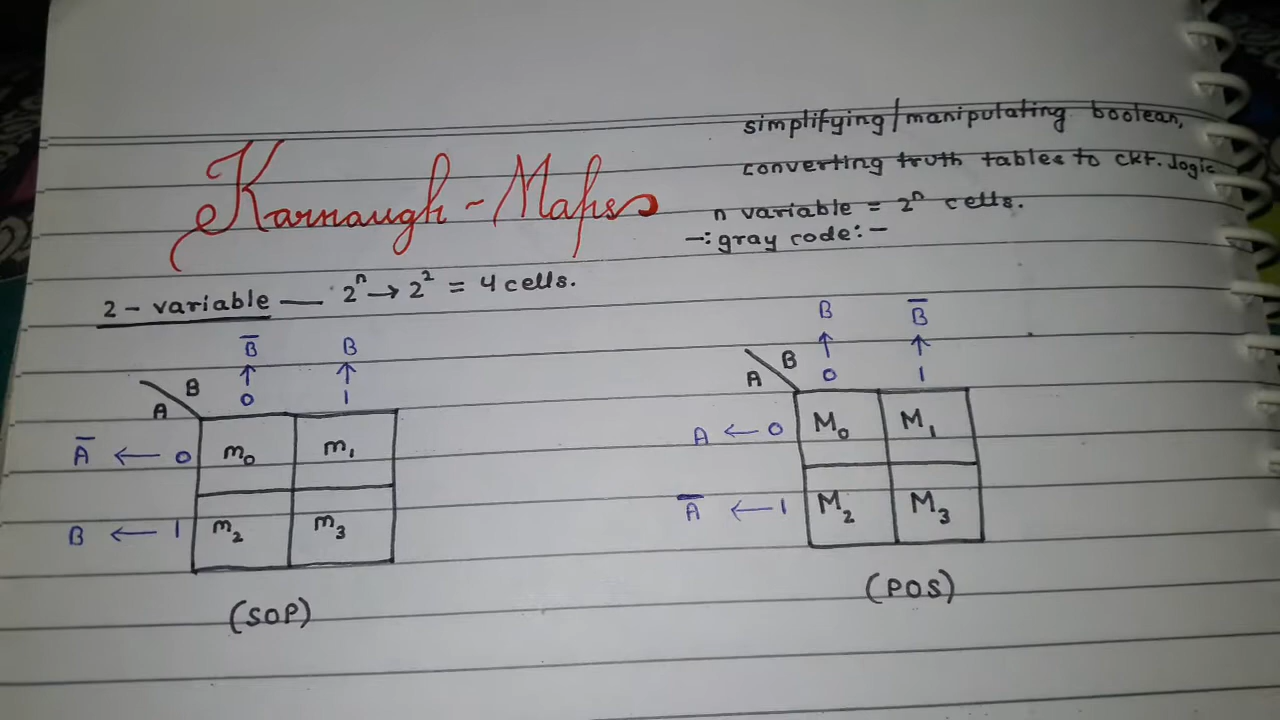 simplifying/manipulating boolean,
converting truth tables to ckt. logic
Karnaugh-Maps
n variable = 2ⁿ cells.
-:gray code:-
2-variable — 2ⁿ → 2² = 4 cells.
B̅ B
↑ ↑
A B 0 1
A̅ ← 0 m₀ m₁
B ← 1 m₂ m₃
(SOP)
B B̅
↑ ↑
A B 0 1
A ← 0 M₀ M₁
A̅ ← 1 M₂ M₃
(POS)